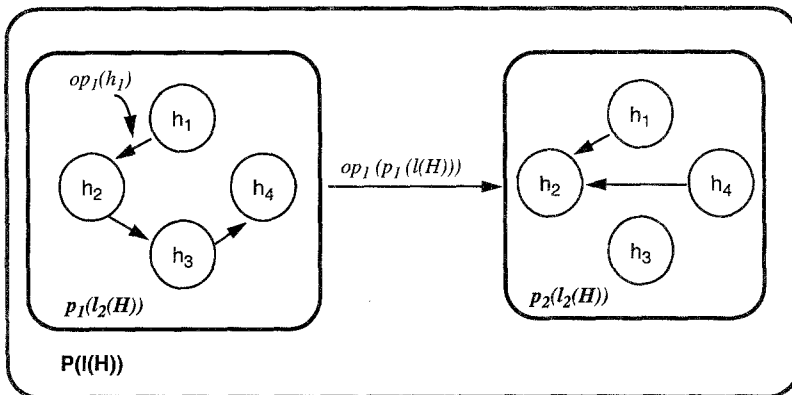 op₁(h₁)
h₁
h₂
h₄
h₃
p₁(l₂(H))
op₁ (p₁ (l(H)))
h₁
h₂
h₄
h₃
p₂(l₂(H))
P(l(H))